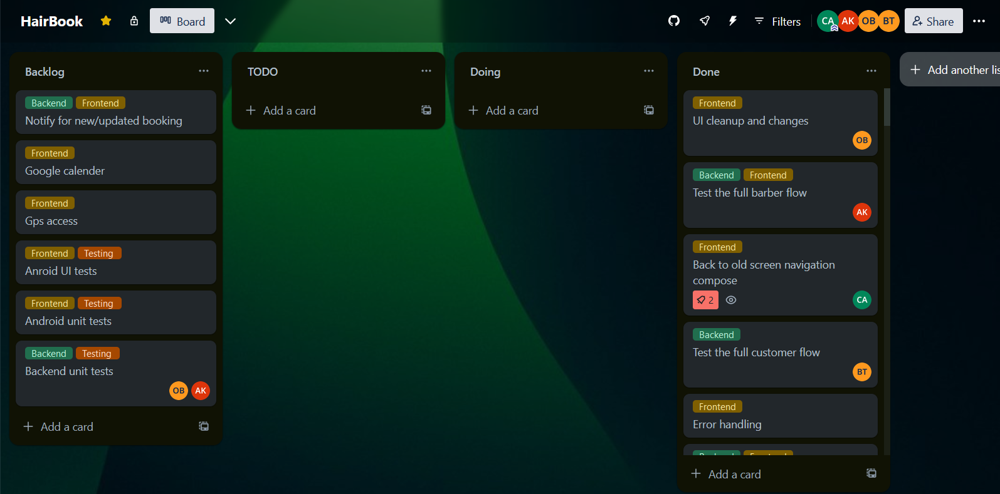 HairBook
Board
Filters
CA AK OB BT
Share
Backlog
Backend Frontend
Notify for new/updated booking
Frontend
Google calender
Frontend
Gps access
Frontend Testing
Anroid UI tests
Frontend Testing
Android unit tests
Backend Testing
Backend unit tests
OB AK
Add a card
TODO
Add a card
Doing
Add a card
Done
Frontend
UI cleanup and changes
OB
Backend Frontend
Test the full barber flow
AK
Frontend
Back to old screen navigation
compose
2
CA
Backend
Test the full customer flow
BT
Frontend
Error handling
Backend Frontend
Add a card
Add another lis